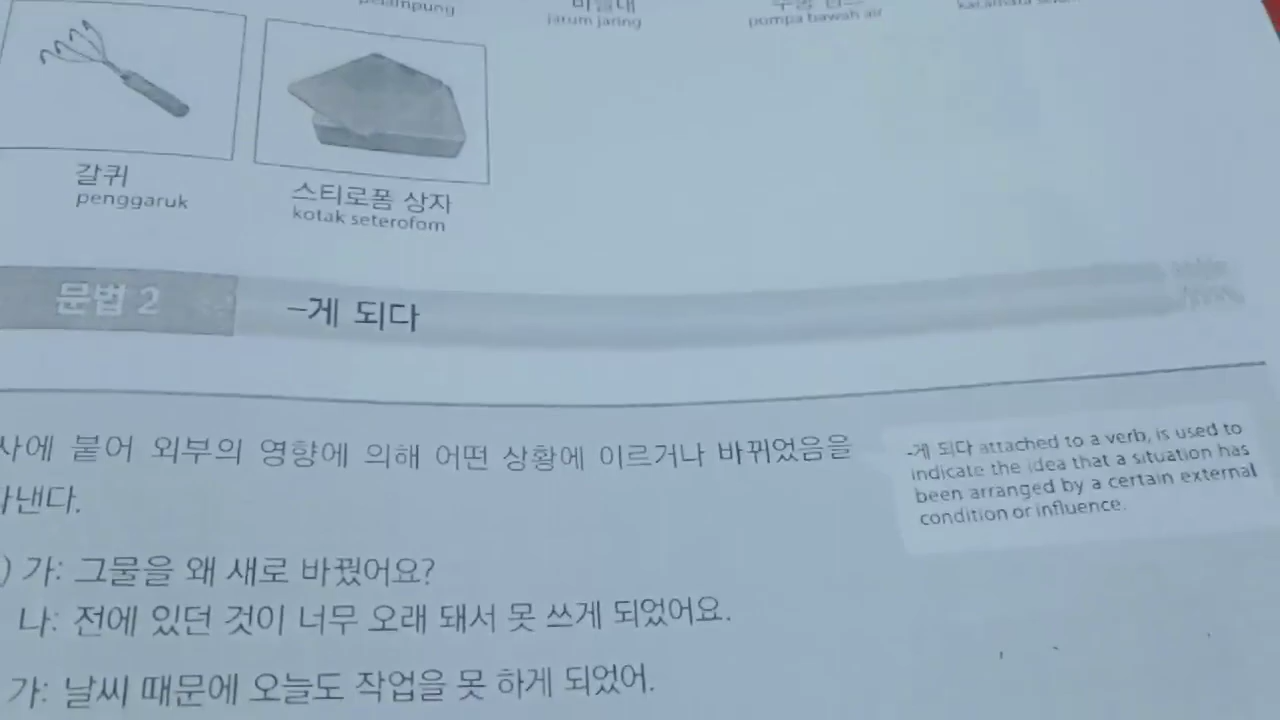 jarum jaring
pompa bawah air
갈퀴
penggaruk
스티로폼 상자
kotak seterofom
문법 2
-게 되다
사에 붙어 외부의 영향에 의해 어떤 상황에 이르거나 바뀌었음을
타낸다.
-게 되다 attached to a verb, is used to
indicate the idea that a situation has
been arranged by a certain external
condition or influence.
) 가: 그물을 왜 새로 바꿨어요?
나: 전에 있던 것이 너무 오래 돼서 못 쓰게 되었어요.
가: 날씨 때문에 오늘도 작업을 못 하게 되었어.